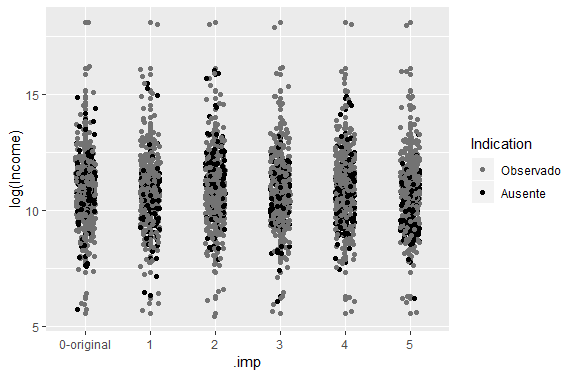 log(Income)
15
10
5
0-original 1 2 3 4 5
.imp
Indication
Observado
Ausente